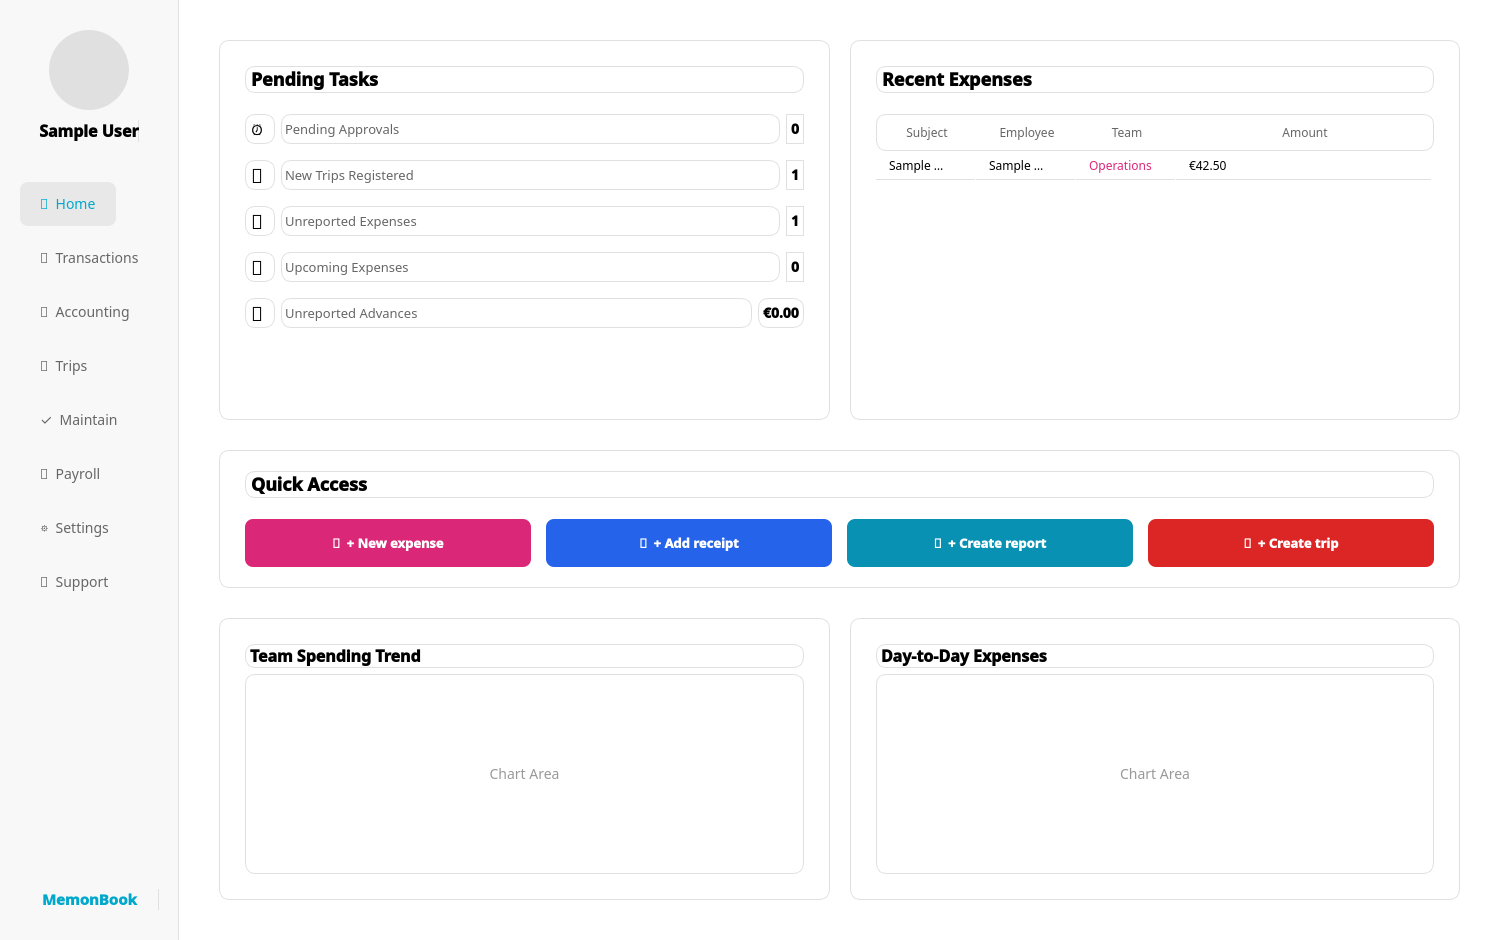 Sample User
Home
Transactions
Accounting
Trips
Maintain
Payroll
Settings
Support
MemonBook
Pending Tasks
Pending Approvals 0
New Trips Registered 1
Unreported Expenses 1
Upcoming Expenses 0
Unreported Advances €0.00
Recent Expenses
Subject Employee Team Amount
Sample ... Sample ... Operations €42.50
Quick Access
+ New expense + Add receipt + Create report + Create trip
Team Spending Trend
Chart Area
Day-to-Day Expenses
Chart Area